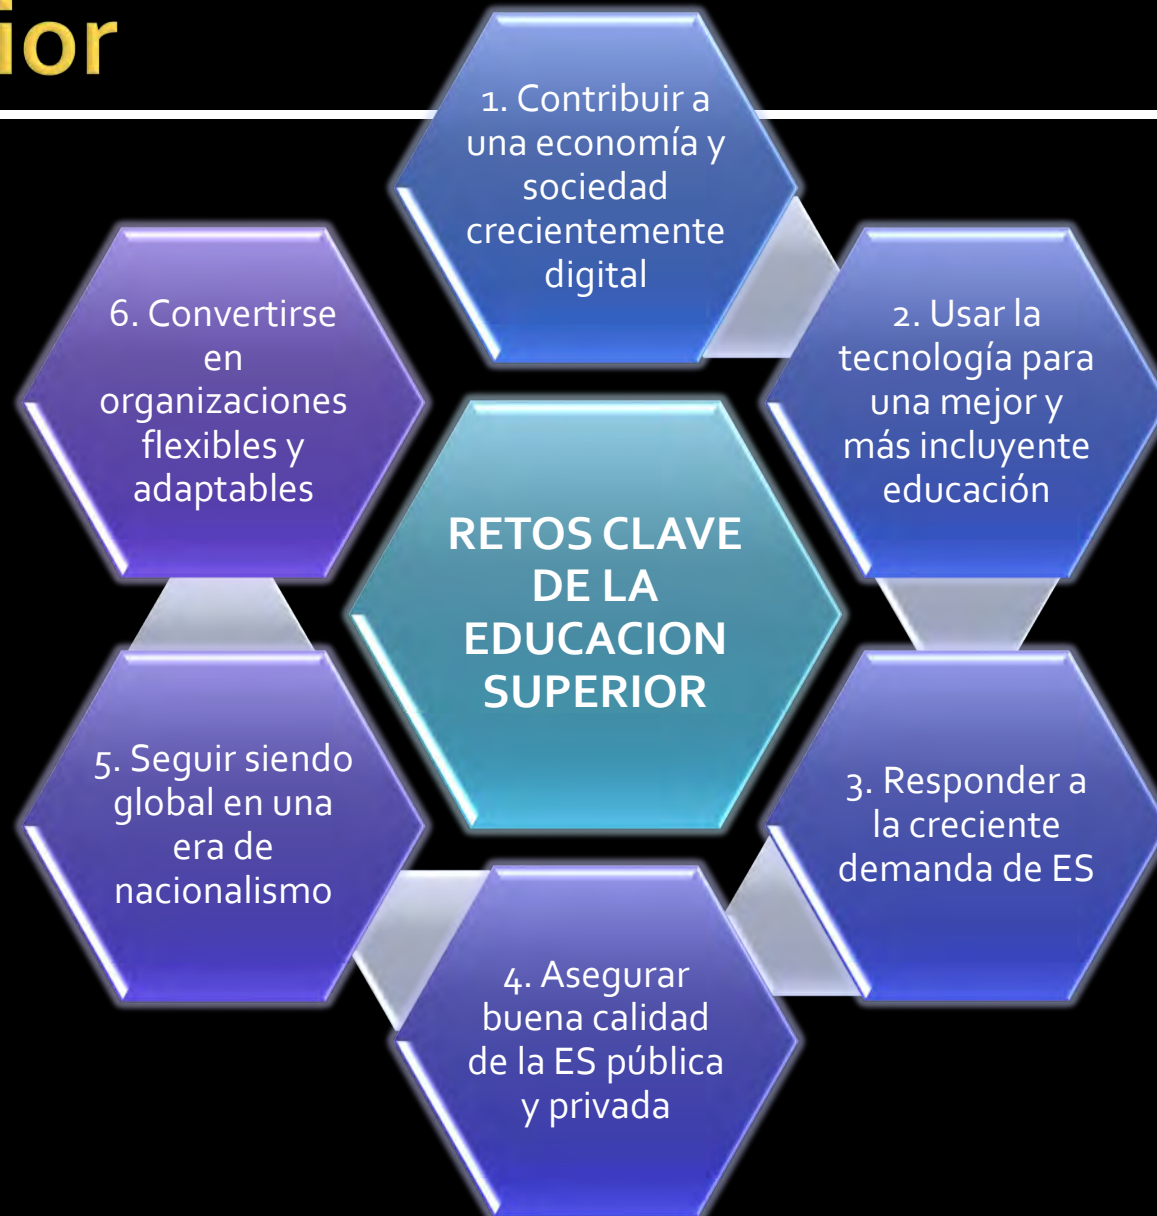 ior
1. Contribuir a
una economía y
sociedad
crecientemente
digital
2. Usar la
tecnología para
una mejor y
más incluyente
educación
3. Responder a
la creciente
demanda de ES
4. Asegurar
buena calidad
de la ES pública
y privada
5. Seguir siendo
global en una
era de
nacionalismo
6. Convertirse
en
organizaciones
flexibles y
adaptables
RETOS CLAVE
DE LA
EDUCACION
SUPERIOR